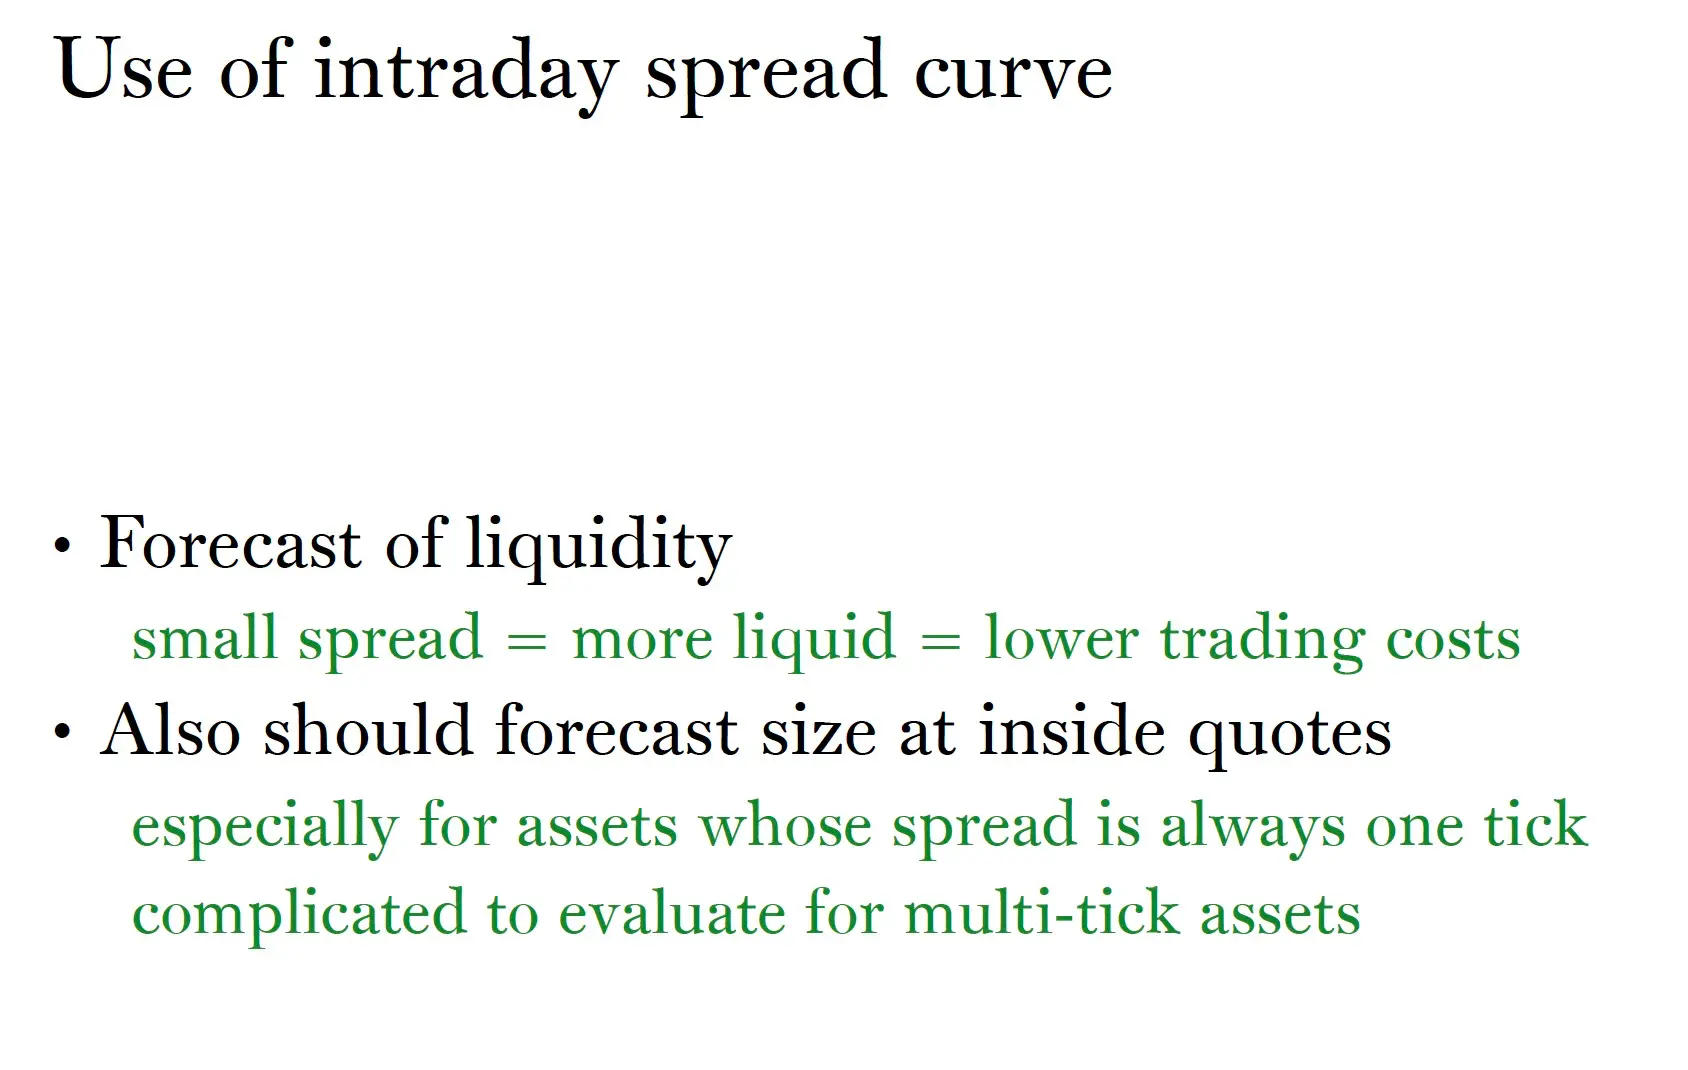 Use of intraday spread curve
• Forecast of liquidity
small spread = more liquid = lower trading costs
• Also should forecast size at inside quotes
especially for assets whose spread is always one tick
complicated to evaluate for multi-tick assets